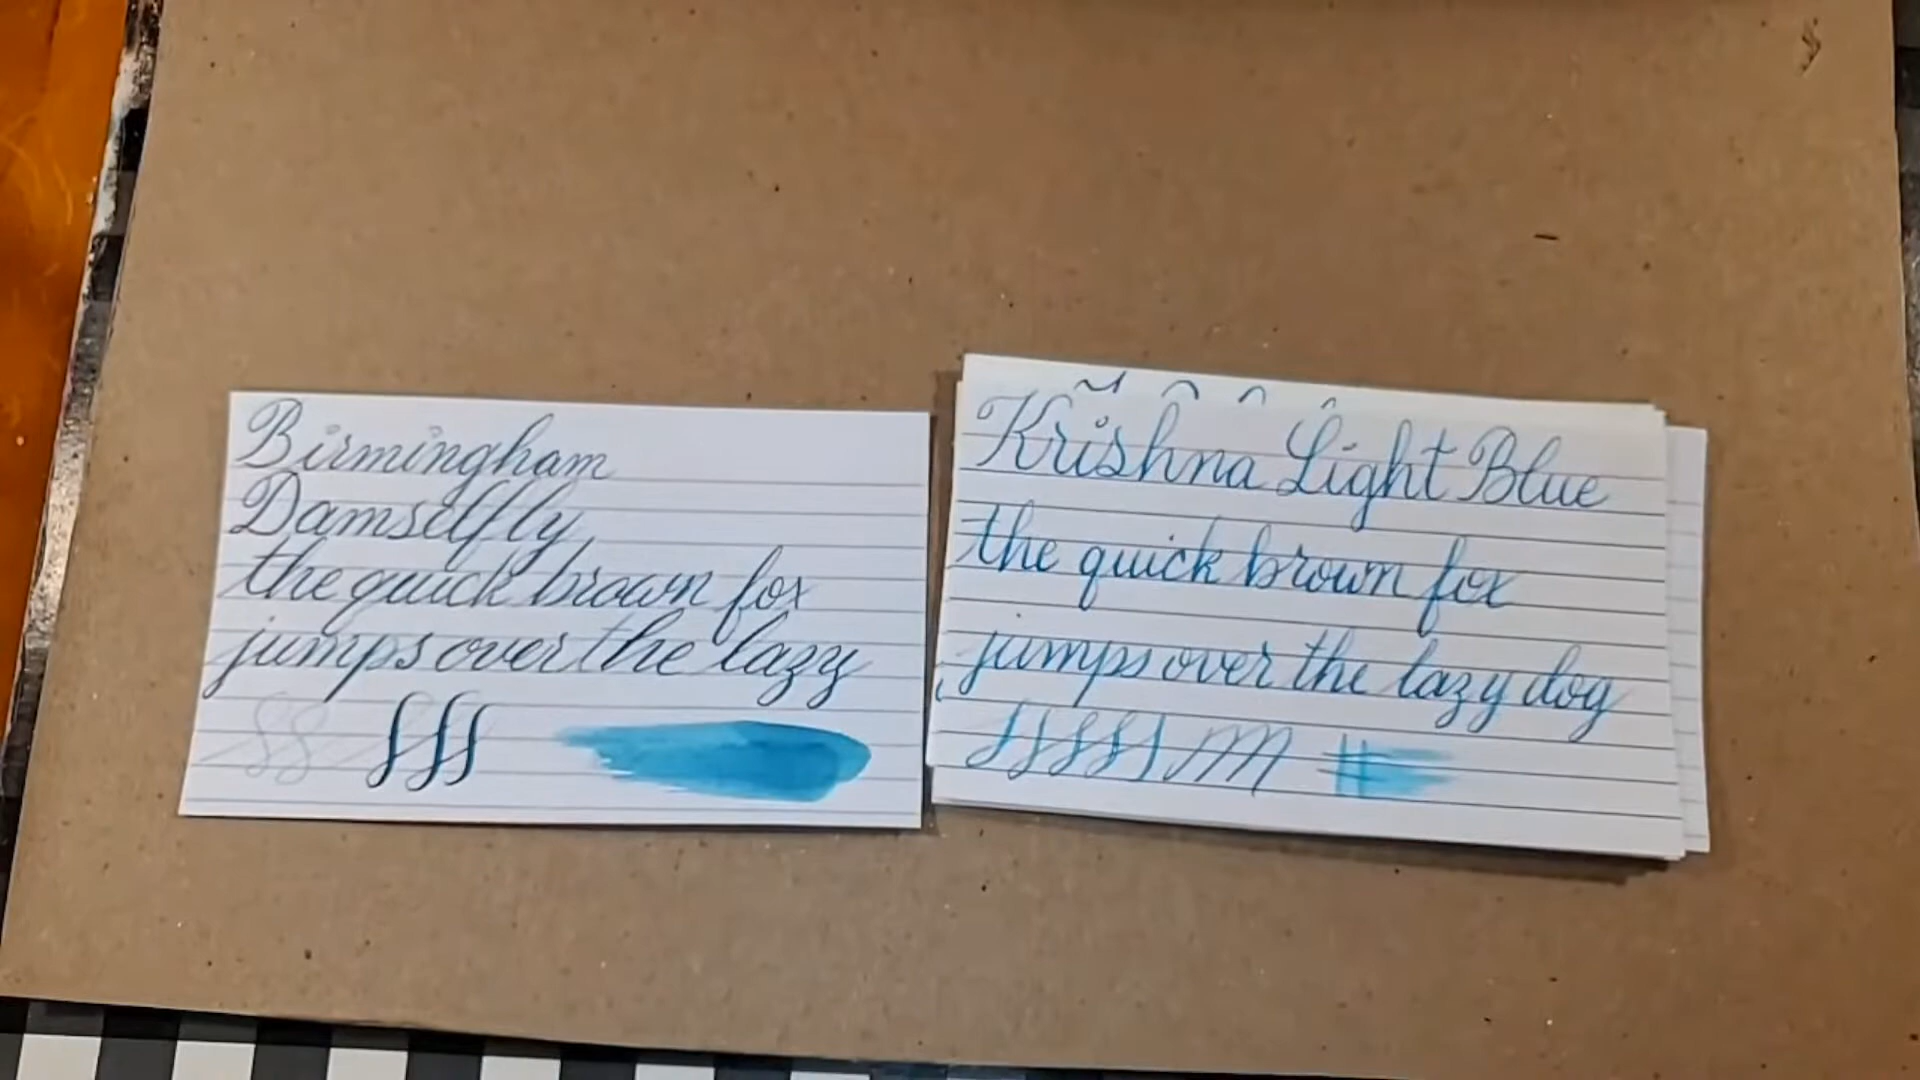 Birmingham
Damselfly
the quick brown fox
jumps over the lazy
Krishna Light Blue
the quick brown fox
jumps over the lazy dog